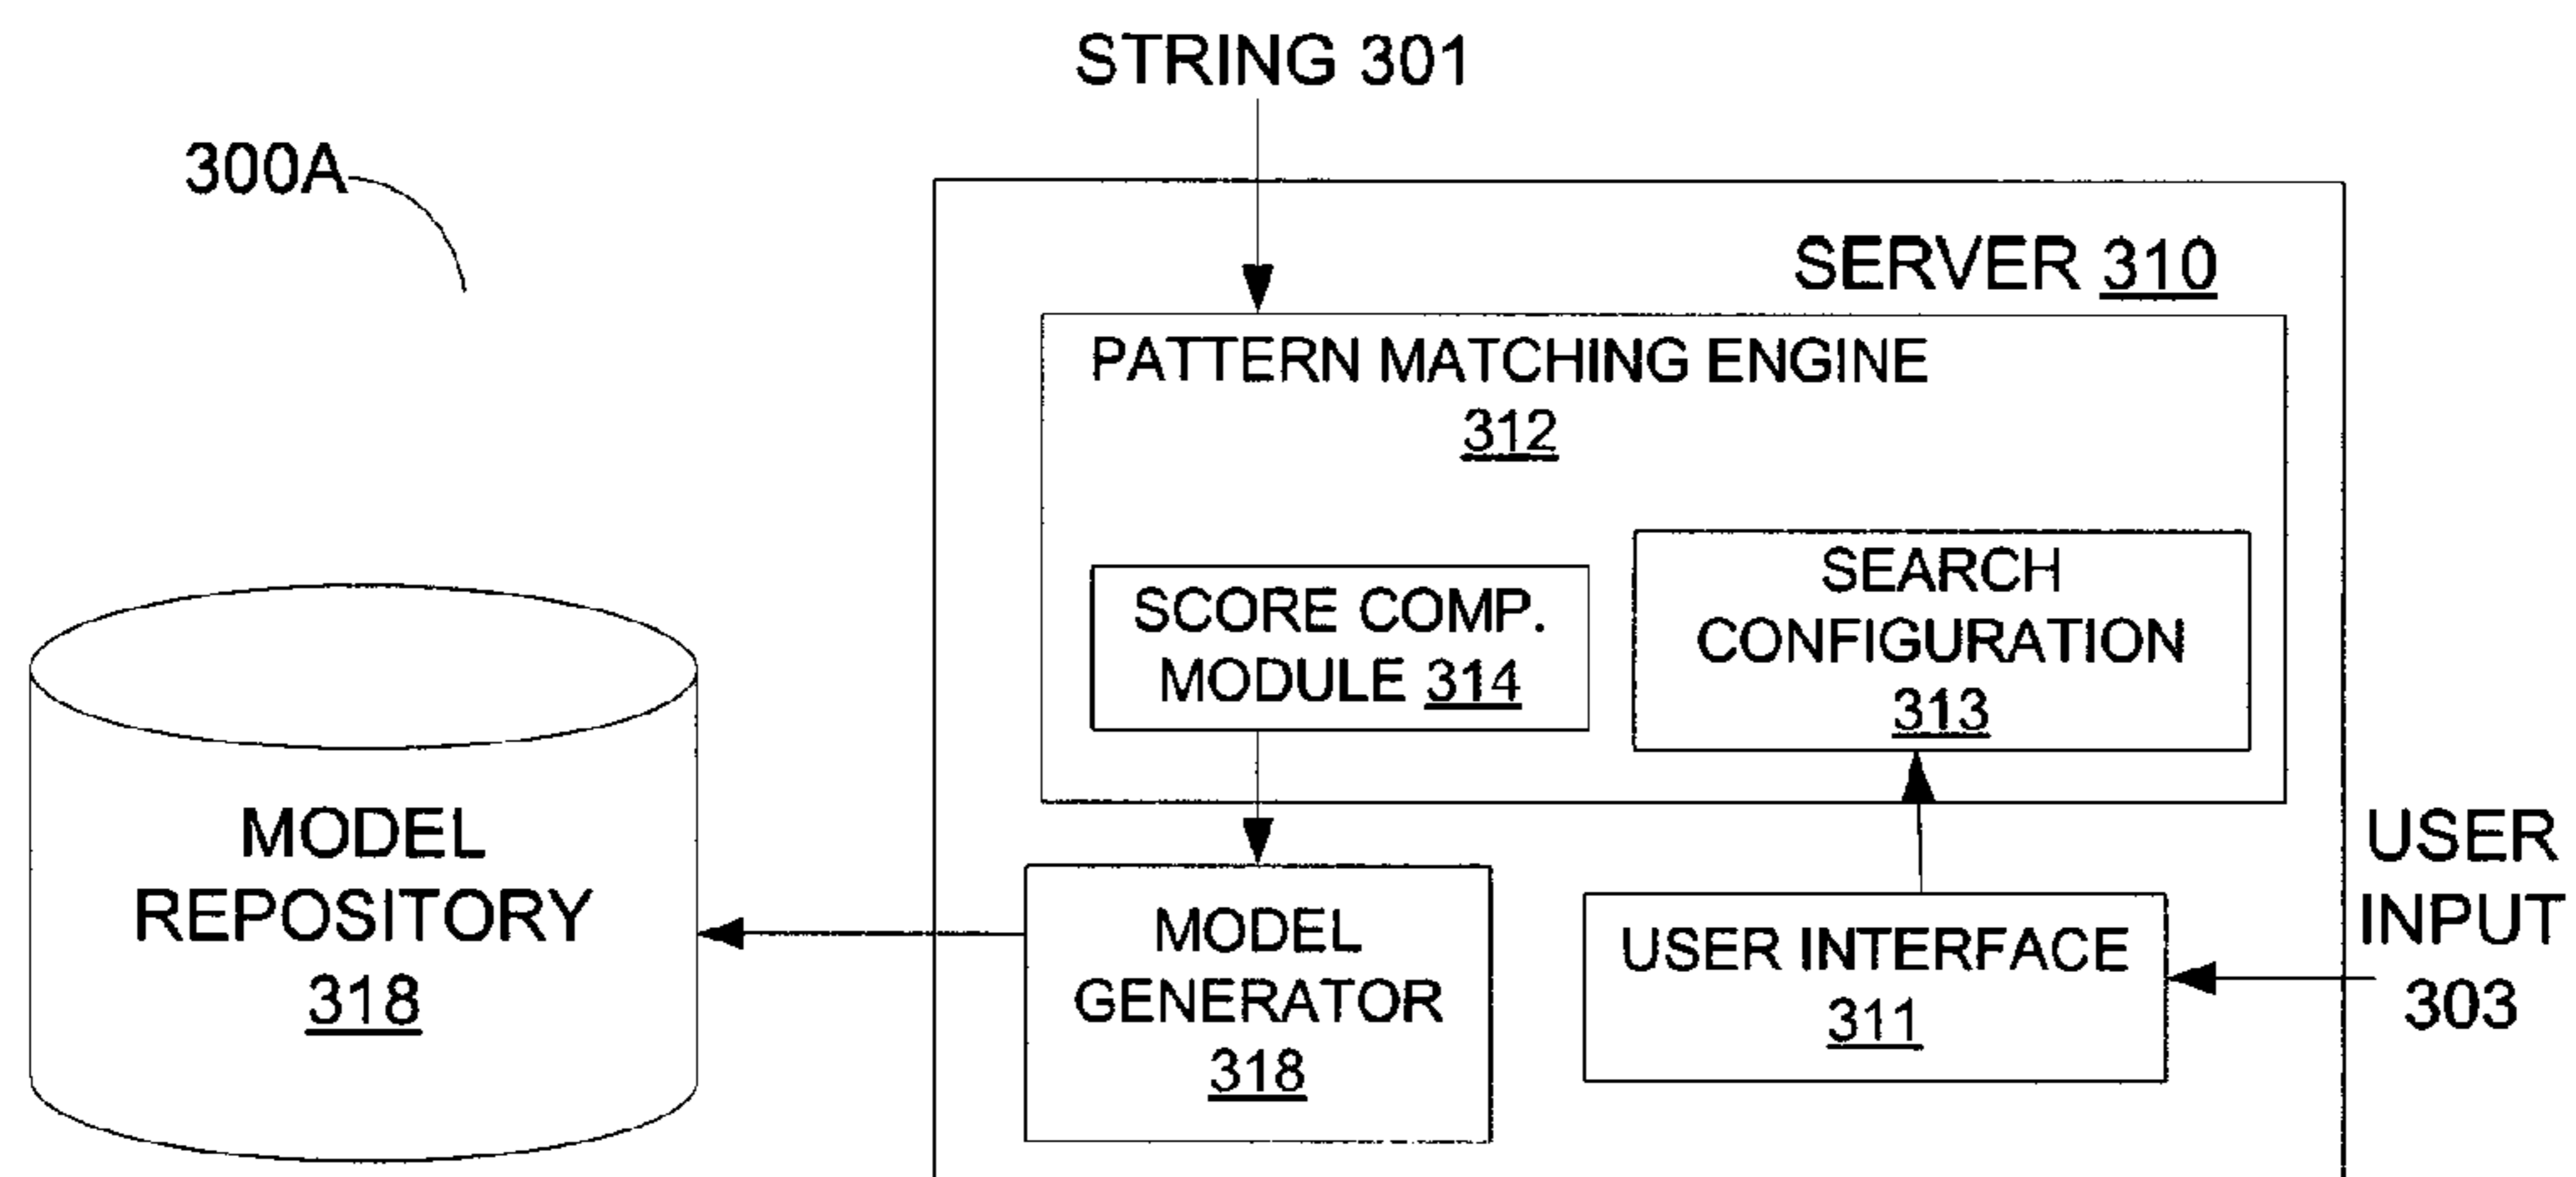 STRING 301
300A
SERVER 310
PATTERN MATCHING ENGINE
312
SCORE COMP.
MODULE 314
SEARCH
CONFIGURATION
313
MODEL
REPOSITORY
318
MODEL
GENERATOR
318
USER INTERFACE
311
USER
INPUT
303